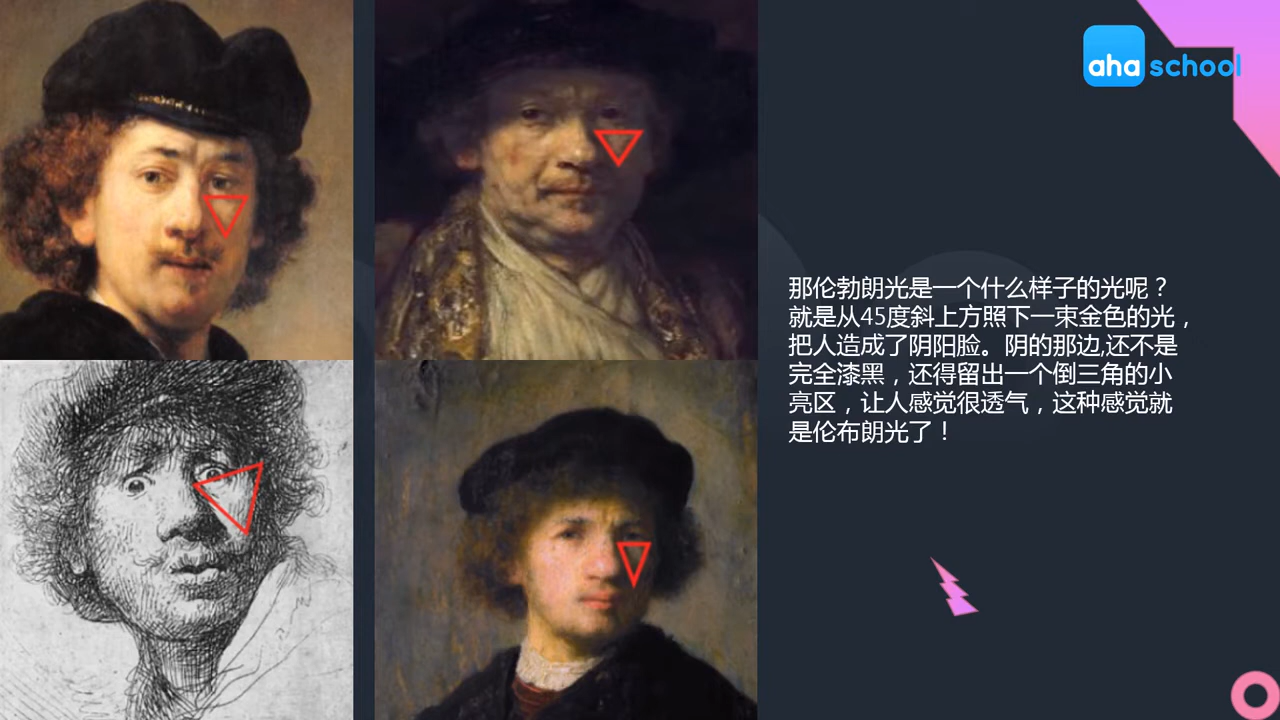 aha school
那伦勃朗光是一个什么样子的光呢？
就是从45度斜上方照下一束金色的光，
把人造成了阴阳脸。阴的那边,还不是
完全漆黑，还得留出一个倒三角的小
亮区，让人感觉很透气，这种感觉就
是伦布朗光了！